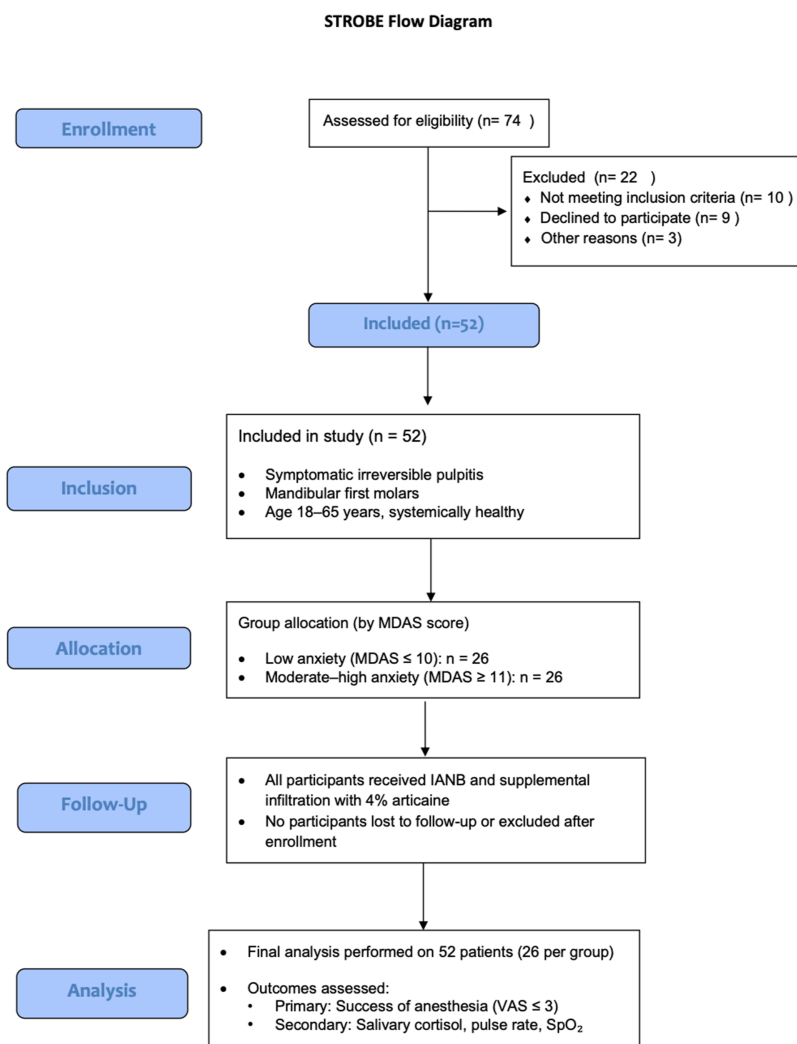 STROBE Flow Diagram
Enrollment
Assessed for eligibility (n= 74 )
Excluded (n= 22 )
♦ Not meeting inclusion criteria (n= 10 )
♦ Declined to participate (n= 9 )
♦ Other reasons (n= 3)
Included (n=52)
Inclusion
Included in study (n = 52)
• Symptomatic irreversible pulpitis
• Mandibular first molars
• Age 18–65 years, systemically healthy
Allocation
Group allocation (by MDAS score)
• Low anxiety (MDAS ≤ 10): n = 26
• Moderate–high anxiety (MDAS ≥ 11): n = 26
Follow-Up
• All participants received IANB and supplemental
infiltration with 4% articaine
• No participants lost to follow-up or excluded after
enrollment
Analysis
• Final analysis performed on 52 patients (26 per group)
• Outcomes assessed:
• Primary: Success of anesthesia (VAS ≤ 3)
• Secondary: Salivary cortisol, pulse rate, SpO₂